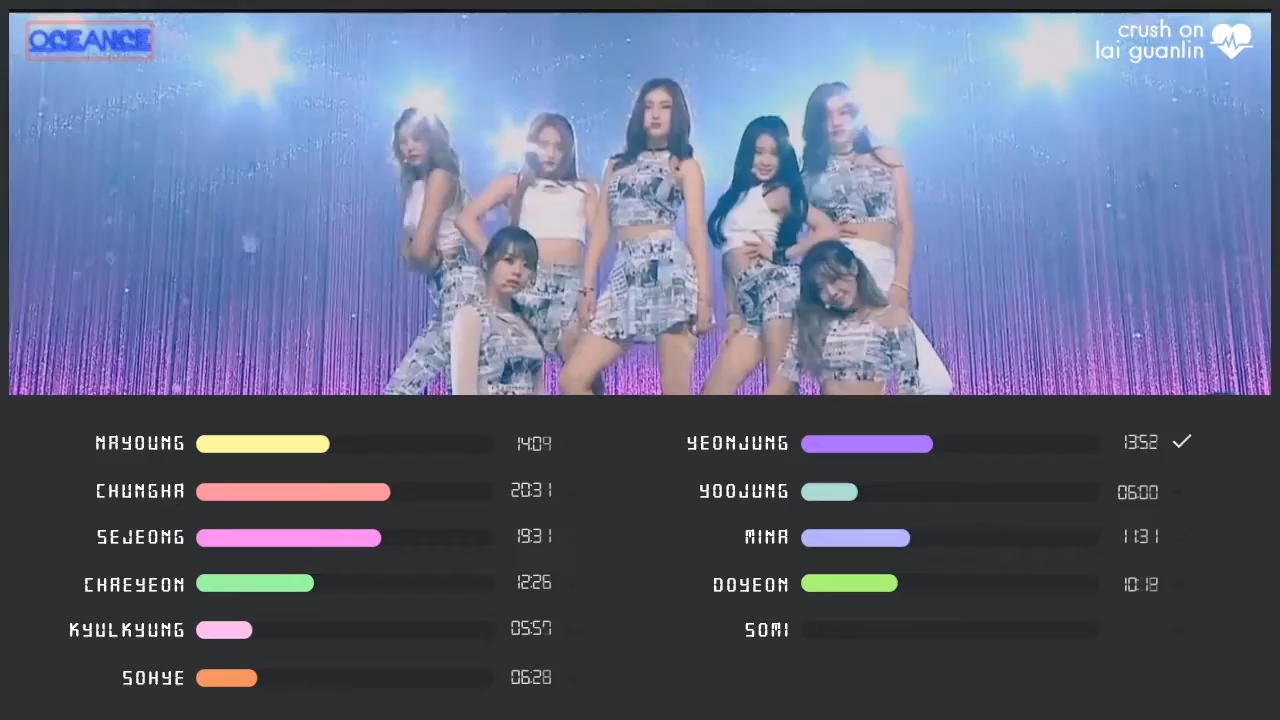 OCEANCE
crush on
lai guanlin
NAYOUNG 14:09
CHUNGHA 20:31
SEJEONG 19:31
CHAEYEON 12:26
KYULKYUNG 05:57
SOHYE 06:28
YEONJUNG 13:52
YOOJUNG 06:00
MINA 11:31
DOYEON 10:18
SOMI